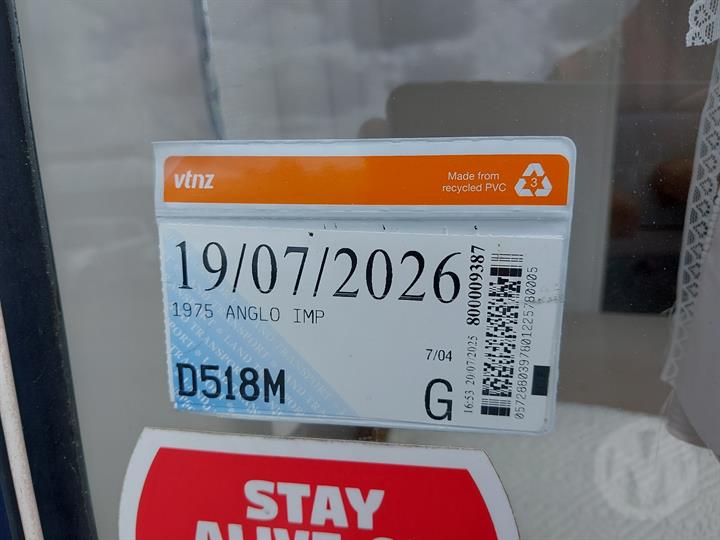 vtnz
Made from
recycled PVC
3
19/07/2026
1975 ANGLO IMP
7/04
D518M
G
16:53 20/07/2025 800009387
STAY